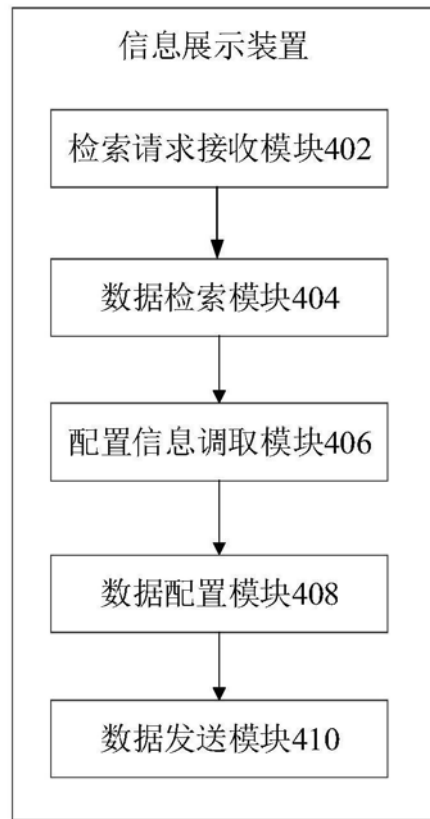 信息展示装置
检索请求接收模块402
数据检索模块404
配置信息调取模块406
数据配置模块408
数据发送模块410